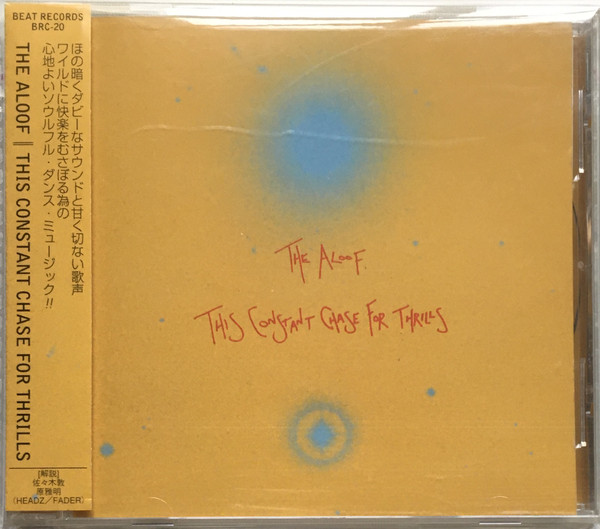 BEAT RECORDS
BRC-20
ほの暗くダビーなサウンドと甘く切ない歌声
ワイルドに快楽をむさぼる為の
心地よいソウルフル・ダンス・ミュージック!!
THE ALOOF || THIS CONSTANT CHASE FOR THRILLS
[解説]
佐々木敦
原雅明
(HEADZ/FADER)
THE ALOOF.
THIS CONSTANT CHASE FOR THRILLS